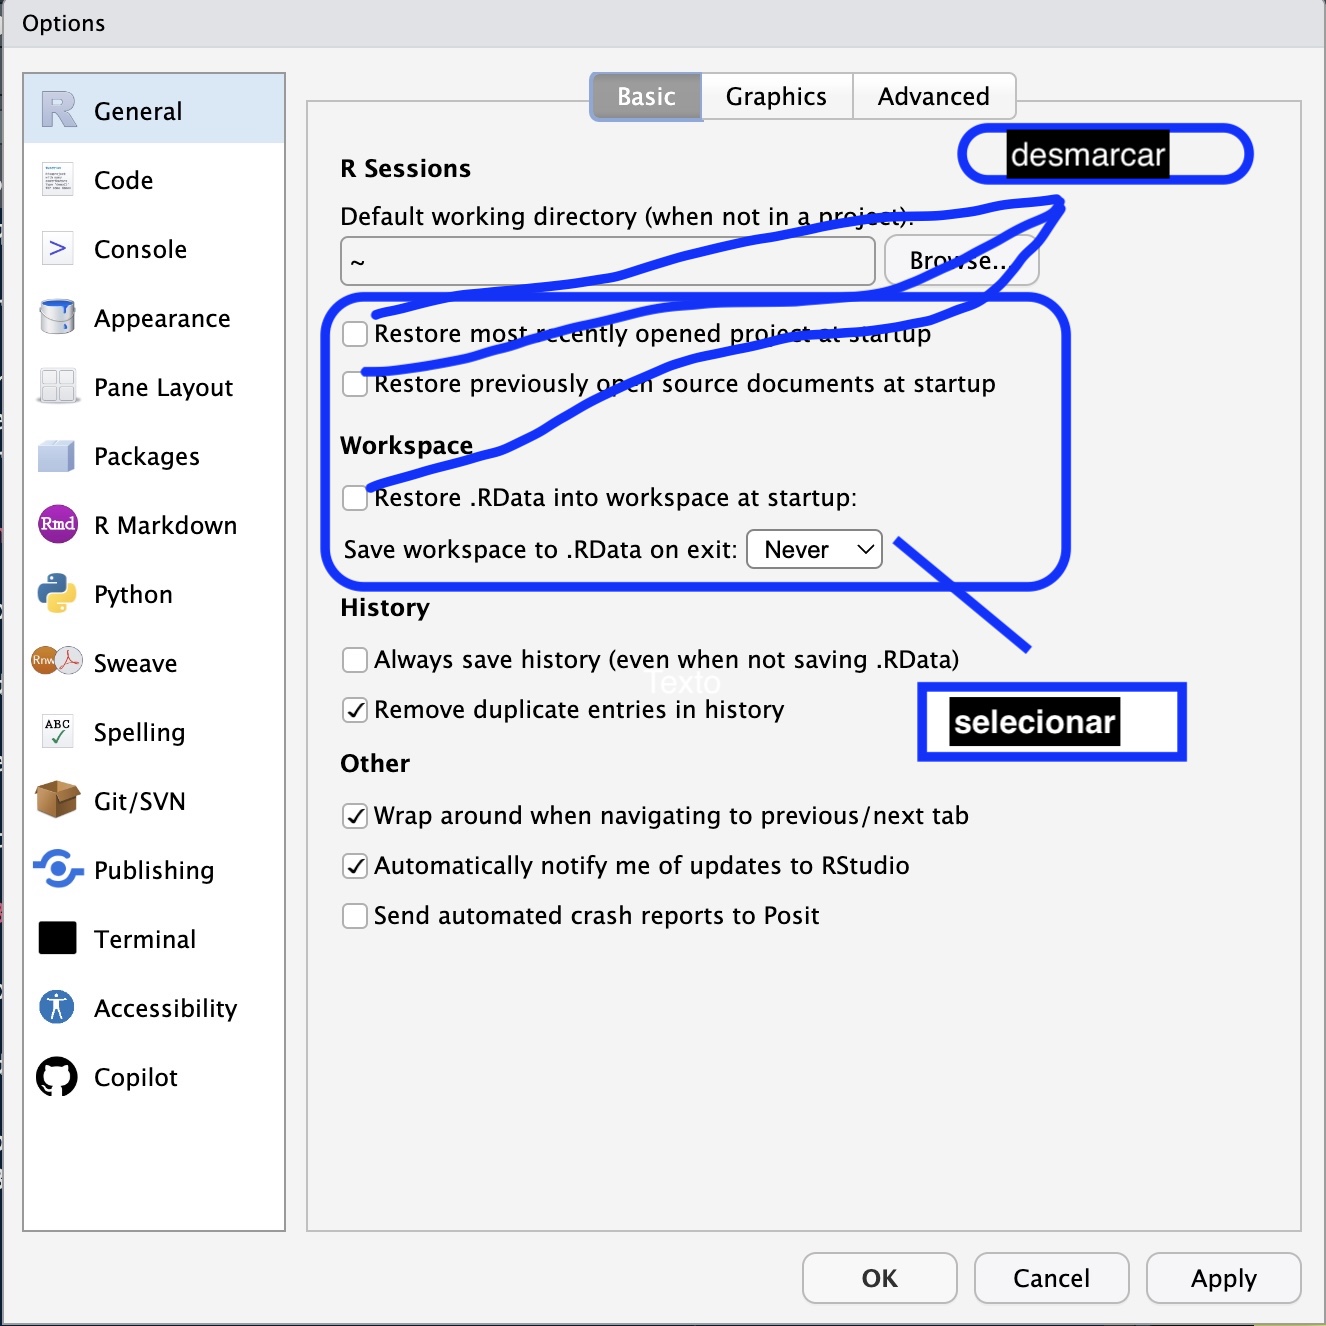 Options
General
Code
Console
Appearance
Pane Layout
Packages
Rmd R Markdown
Python
Rnw Sweave
ABC Spelling
Git/SVN
Publishing
Terminal
Accessibility
Copilot
Basic Graphics Advanced
desmarcar
R Sessions
Default working directory (when not in a project):
~ Browse...
Restore most recently opened project at startup
Restore previously open source documents at startup
Workspace
Restore .RData into workspace at startup:
Save workspace to .RData on exit: Never
History
Always save history (even when not saving .RData)
Texto
Remove duplicate entries in history
selecionar
Other
Wrap around when navigating to previous/next tab
Automatically notify me of updates to RStudio
Send automated crash reports to Posit
OK Cancel Apply